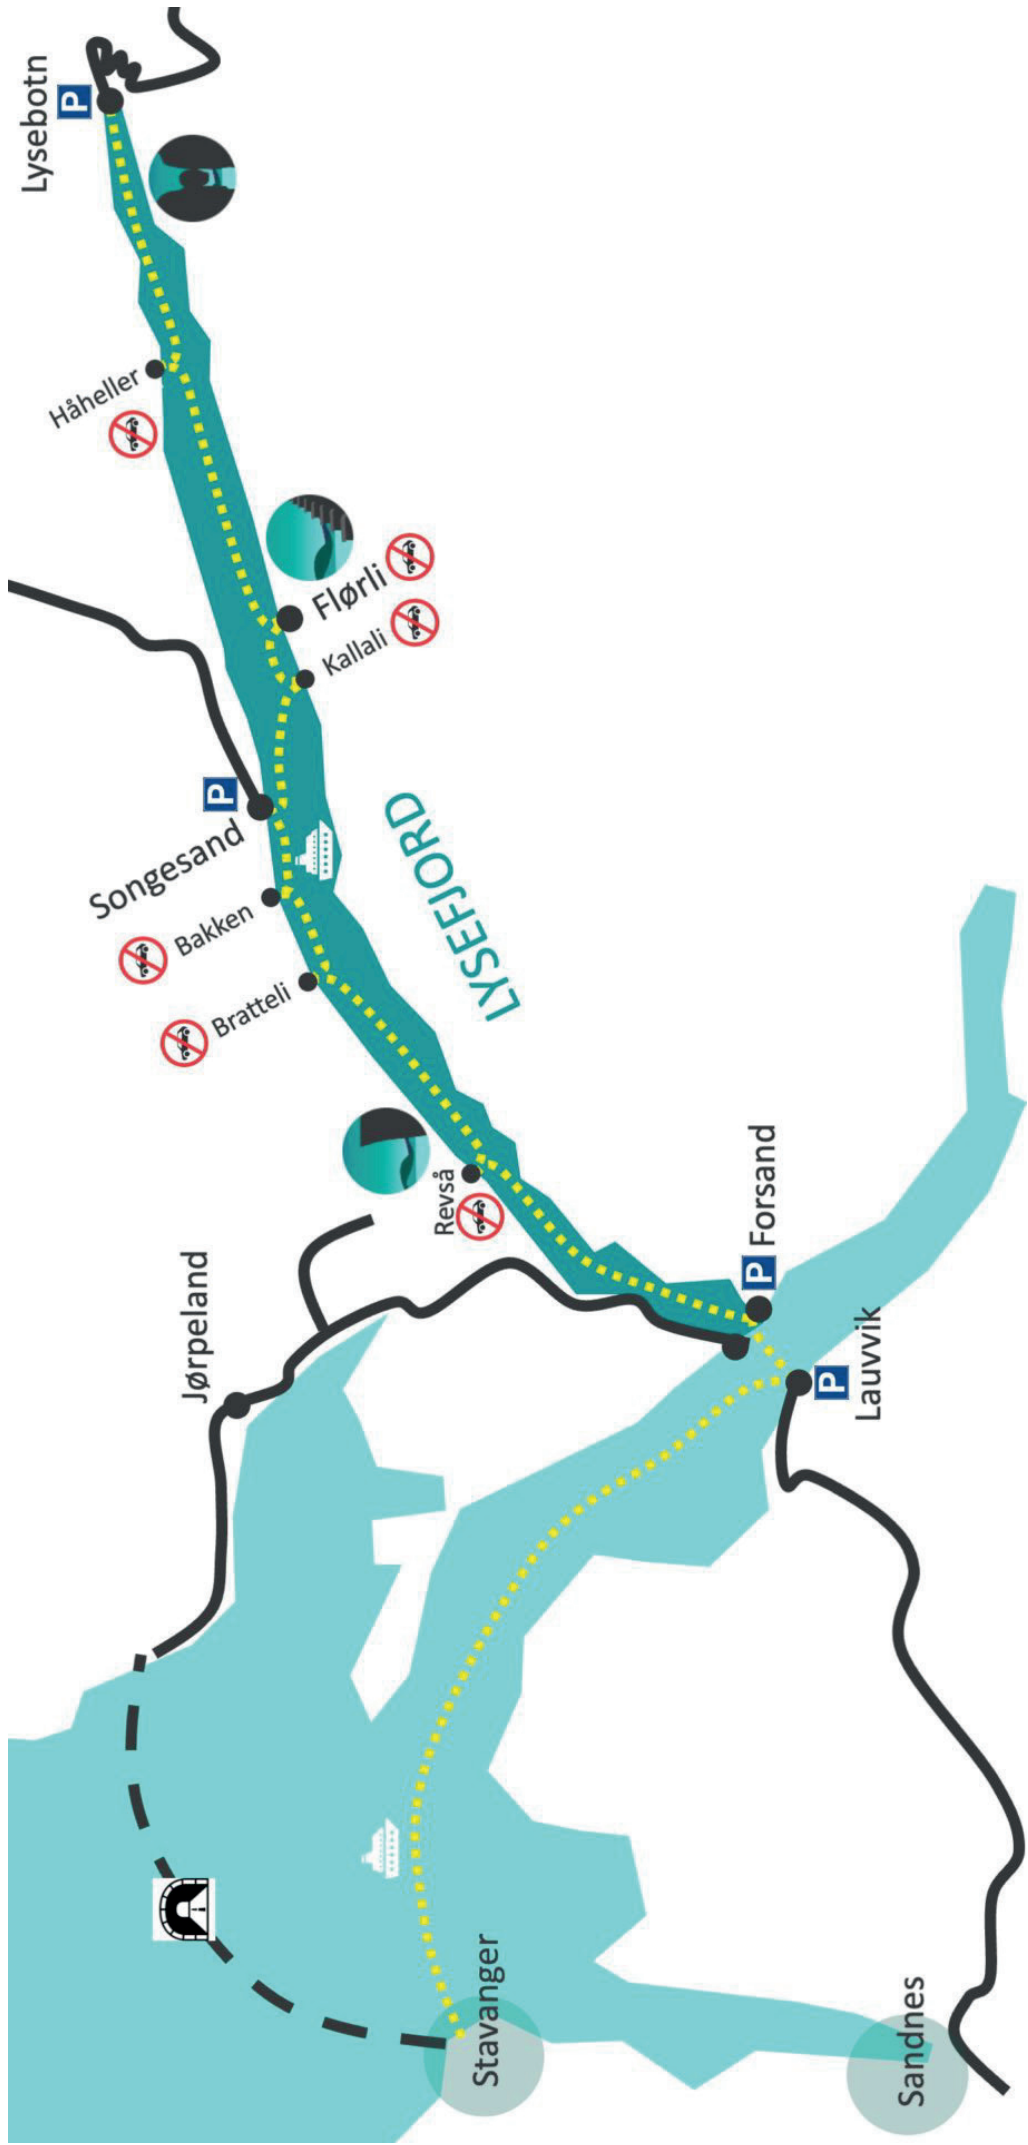 Lysebotn
P
Håheller
Flørli
Kallali
P
Songesand
Bakken
Bratteli
LYSEFJORD
Revså
Jørpeland
P
Forsand
P
Lauvvik
Stavanger
Sandnes